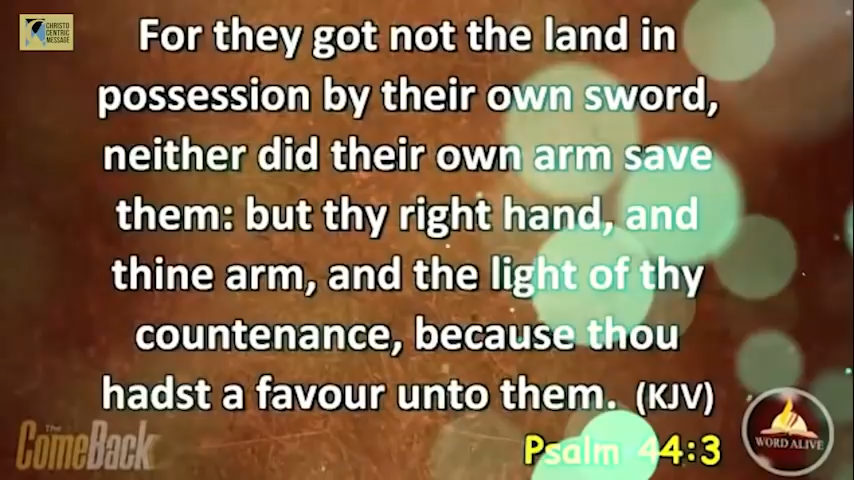 CHRISTO
CENTRIC
MESSAGE
For they got not the land in
possession by their own sword,
neither did their own arm save
them: but thy right hand, and
thine arm, and the light of thy
countenance, because thou
hadst a favour unto them. (KJV)
Psalm 44:3
The
ComeBack
WORD ALIVE